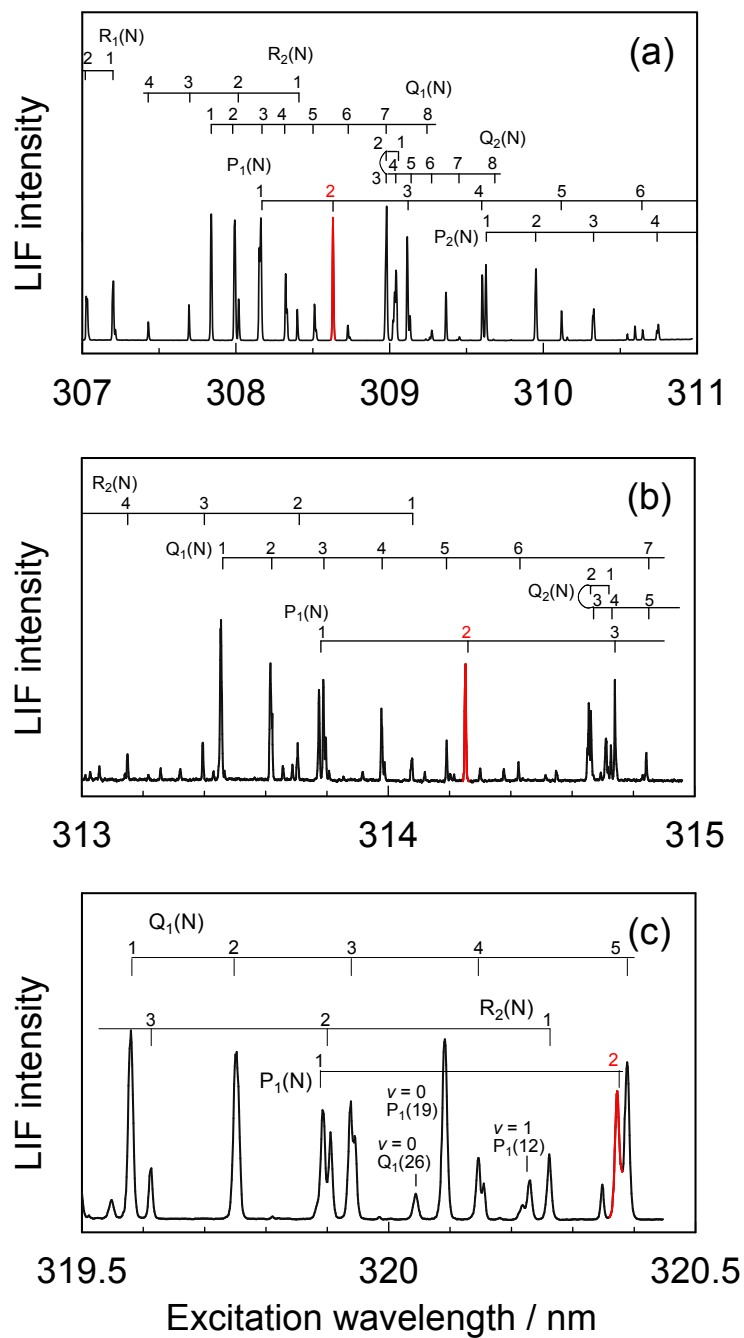 (a)
R₁(N)
2 1
R₂(N)
4 3 2 1
Q₁(N)
1 2 3 4 5 6 7 8
Q₂(N)
2 1
3 4 5 6 7 8
P₁(N)
1 2 3 4 5 6
P₂(N)
1 2 3 4
LIF intensity
307 308 309 310 311
(b)
R₂(N)
4 3 2 1
Q₁(N)
1 2 3 4 5 6 7
Q₂(N)
2 1
3 4 5
P₁(N)
1 2 3
LIF intensity
313 314 315
(c)
Q₁(N)
1 2 3 4 5
R₂(N)
3 2 1
P₁(N)
1 2
v = 0
P₁(19)
v = 0
Q₁(26)
v = 1
P₁(12)
LIF intensity
319.5 320 320.5
Excitation wavelength / nm